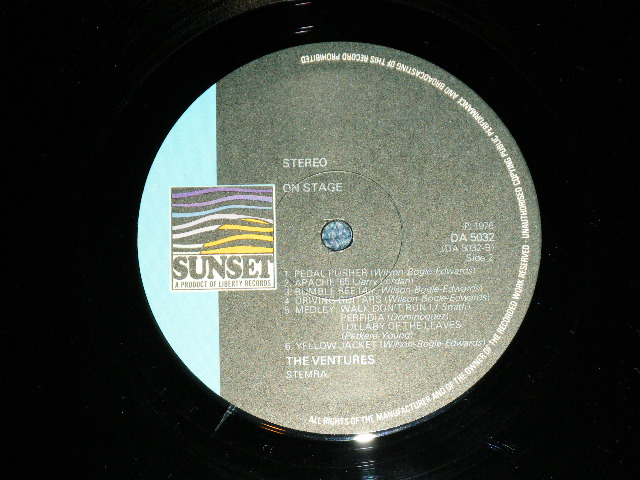 STEREO
ON STAGE
℗ 1976
DA 5032
(DA 5032-B)
Side 2
SUNSET
A PRODUCT OF LIBERTY RECORDS
1. PEDAL PUSHER (Wilson-Bogle-Edwards)
2. APACHE '65 (Jerry Lordan)
3. BUMBLE BEE Wilson-Bogle-Edwards)
4. DRIVING GUITARS (Wilson-Bogle-Edwards)
5. MEDLEY: WALK DON'T RUN (J. Smith)
PERFIDIA (Dominquez)
LULLABY OF THE LEAVES
(Petkere-Young)
6. YELLOW JACKET (Wilson-Bogle-Edwards)
THE VENTURES
STEMRA
ALL RIGHTS OF THE MANUFACTURER AND OF THE OWNER OF THE RECORDED WORK RESERVED UNAUTHORISED COPYING PUBLIC PERFORMANCE AND BROADCASTING OF THIS RECORD PROHIBITED